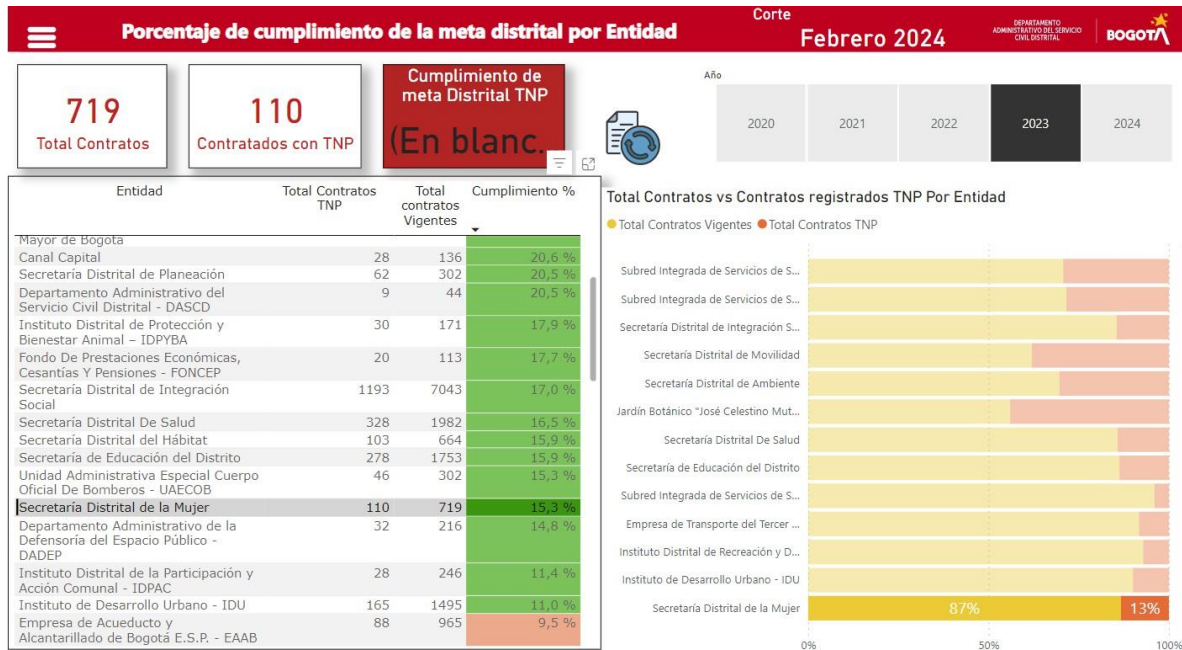 Porcentaje de cumplimiento de la meta distrital por Entidad
Corte
Febrero 2024
DEPARTAMENTO
ADMINISTRATIVO DEL SERVICIO
CIVIL DISTRITAL
BOGOTÁ
719
Total Contratos
110
Contratados con TNP
Cumplimiento de
meta Distrital TNP
(En blanc...
Año
2020 2021 2022 2023 2024
Entidad Total Contratos TNP Total contratos Vigentes Cumplimiento %
Mayor de Bogotá
Canal Capital 28 136 20,6 %
Secretaría Distrital de Planeación 62 302 20,5 %
Departamento Administrativo del 9 44 20,5 %
Servicio Civil Distrital - DASCD
Instituto Distrital de Protección y 30 171 17,9 %
Bienestar Animal – IDPYBA
Fondo De Prestaciones Económicas, 20 113 17,7 %
Cesantías Y Pensiones - FONCEP
Secretaría Distrital de Integración 1193 7043 17,0 %
Social
Secretaría Distrital De Salud 328 1982 16,5 %
Secretaría Distrital del Hábitat 103 664 15,9 %
Secretaría de Educación del Distrito 278 1753 15,9 %
Unidad Administrativa Especial Cuerpo 46 302 15,3 %
Oficial De Bomberos - UAECOB
Secretaría Distrital de la Mujer 110 719 15,3 %
Departamento Administrativo de la 32 216 14,8 %
Defensoría del Espacio Público -
DADEP
Instituto Distrital de la Participación y 28 246 11,4 %
Acción Comunal - IDPAC
Instituto de Desarrollo Urbano - IDU 165 1495 11,0 %
Empresa de Acueducto y 88 965 9,5 %
Alcantarillado de Bogotá E.S.P. - EAAB
Total Contratos vs Contratos registrados TNP Por Entidad
Total Contratos Vigentes Total Contratos TNP
Subred Integrada de Servicios de S...
Subred Integrada de Servicios de S...
Secretaría Distrital de Integración S...
Secretaría Distrital de Movilidad
Secretaría Distrital de Ambiente
Jardín Botánico "José Celestino Mut...
Secretaría Distrital De Salud
Secretaría de Educación del Distrito
Subred Integrada de Servicios de S...
Empresa de Transporte del Tercer ...
Instituto Distrital de Recreación y D...
Instituto de Desarrollo Urbano - IDU
Secretaría Distrital de la Mujer 87% 13%
0% 50% 100%